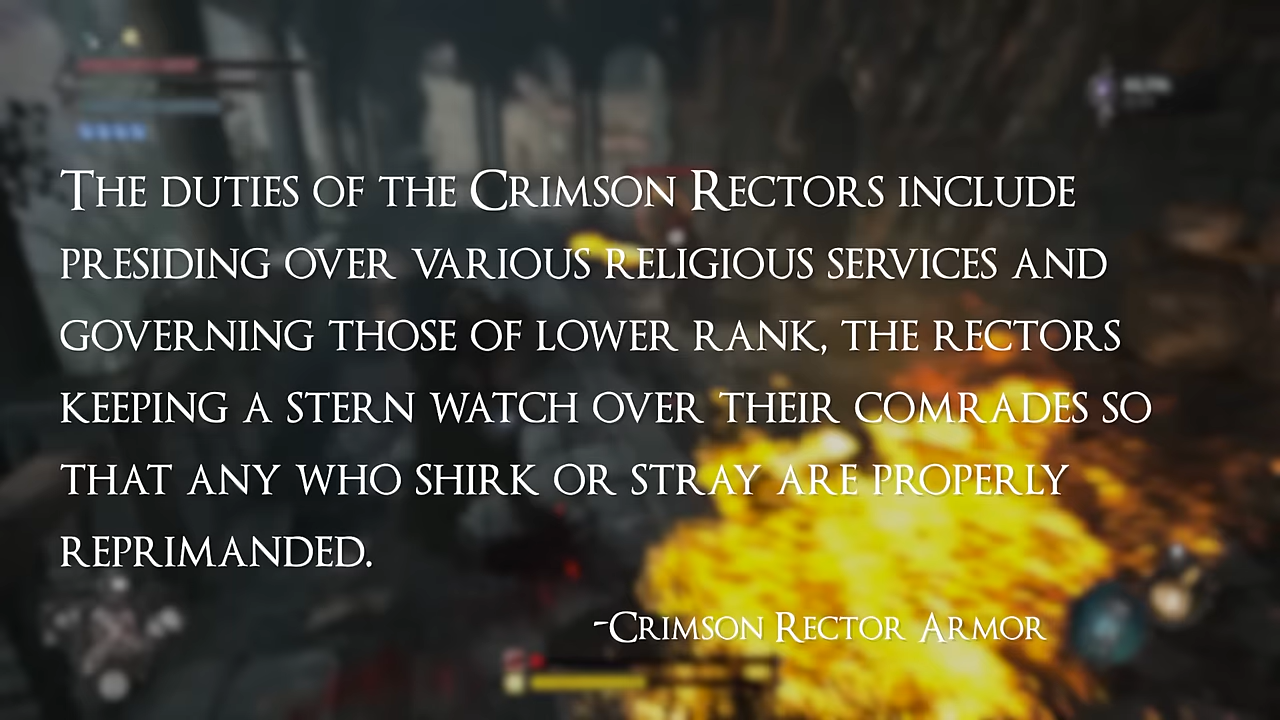 The duties of the Crimson Rectors include
presiding over various religious services and
governing those of lower rank, the rectors
keeping a stern watch over their comrades so
that any who shirk or stray are properly
reprimanded.
-Crimson Rector Armor